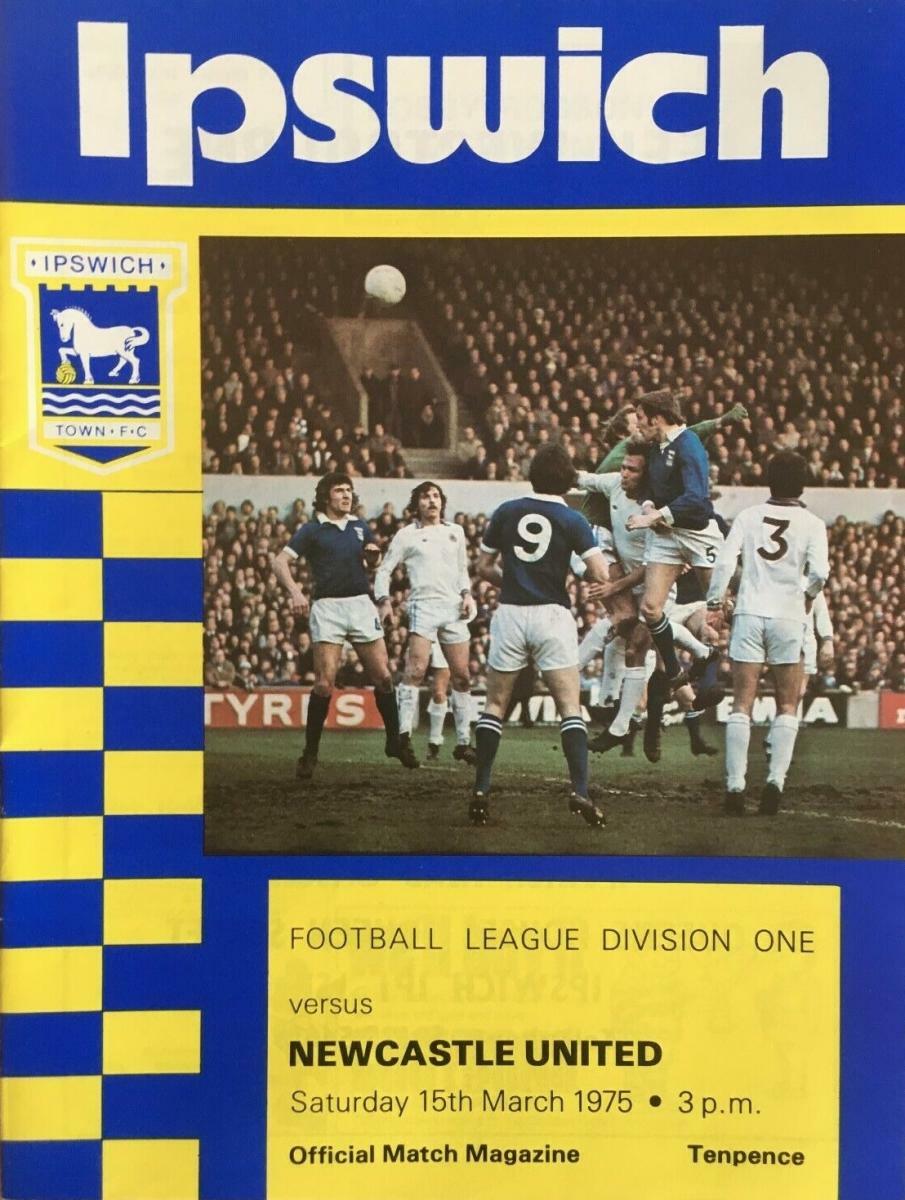 Ipswich
• IPSWICH •
TOWN • F • C
9
5
3
TYRES
FOOTBALL LEAGUE DIVISION ONE
versus
NEWCASTLE UNITED
Saturday 15th March 1975 • 3 p.m.
Official Match Magazine Tenpence